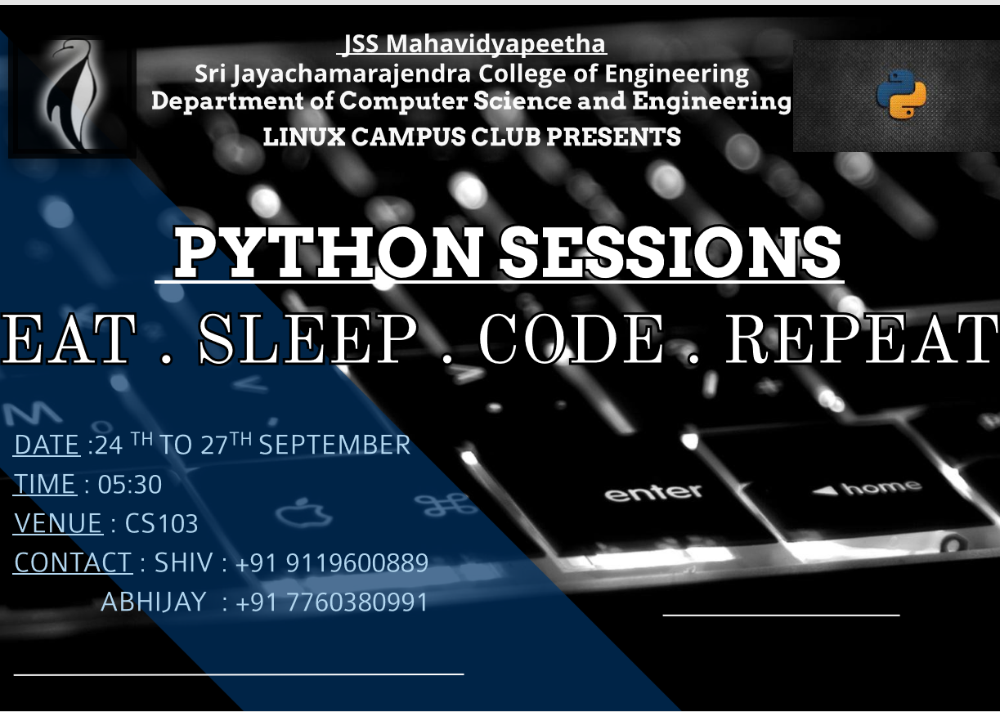 JSS Mahavidyapeetha
Sri Jayachamarajendra College of Engineering
Department of Computer Science and Engineering
LINUX CAMPUS CLUB PRESENTS
PYTHON SESSIONS
EAT . SLEEP . CODE . REPEAT
M
DATE :24 TH TO 27TH SEPTEMBER
TIME : 05:30
VENUE : CS103
CONTACT : SHIV : +91 9119600889
ABHIJAY : +91 7760380991
enter
home